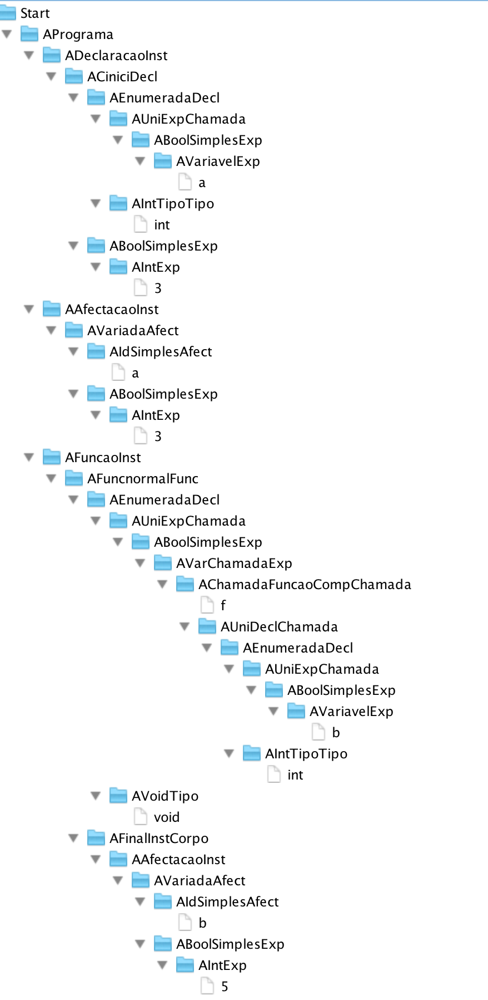 Start
APrograma
ADeclaracaoInst
ACiniciDecl
AEnumeradaDecl
AUniExpChamada
ABoolSimplesExp
AVariavelExp
a
AIntTipoTipo
int
ABoolSimplesExp
AIntExp
3
AAfectacaoInst
AVariadaAfect
AIdSimplesAfect
a
ABoolSimplesExp
AIntExp
3
AFuncaoInst
AFuncnormalFunc
AEnumeradaDecl
AUniExpChamada
ABoolSimplesExp
AVarChamadaExp
AChamadaFuncaoCompChamada
f
AUniDeclChamada
AEnumeradaDecl
AUniExpChamada
ABoolSimplesExp
AVariavelExp
b
AIntTipoTipo
int
AVoidTipo
void
AFinalInstCorpo
AAfectacaoInst
AVariadaAfect
AIdSimplesAfect
b
ABoolSimplesExp
AIntExp
5